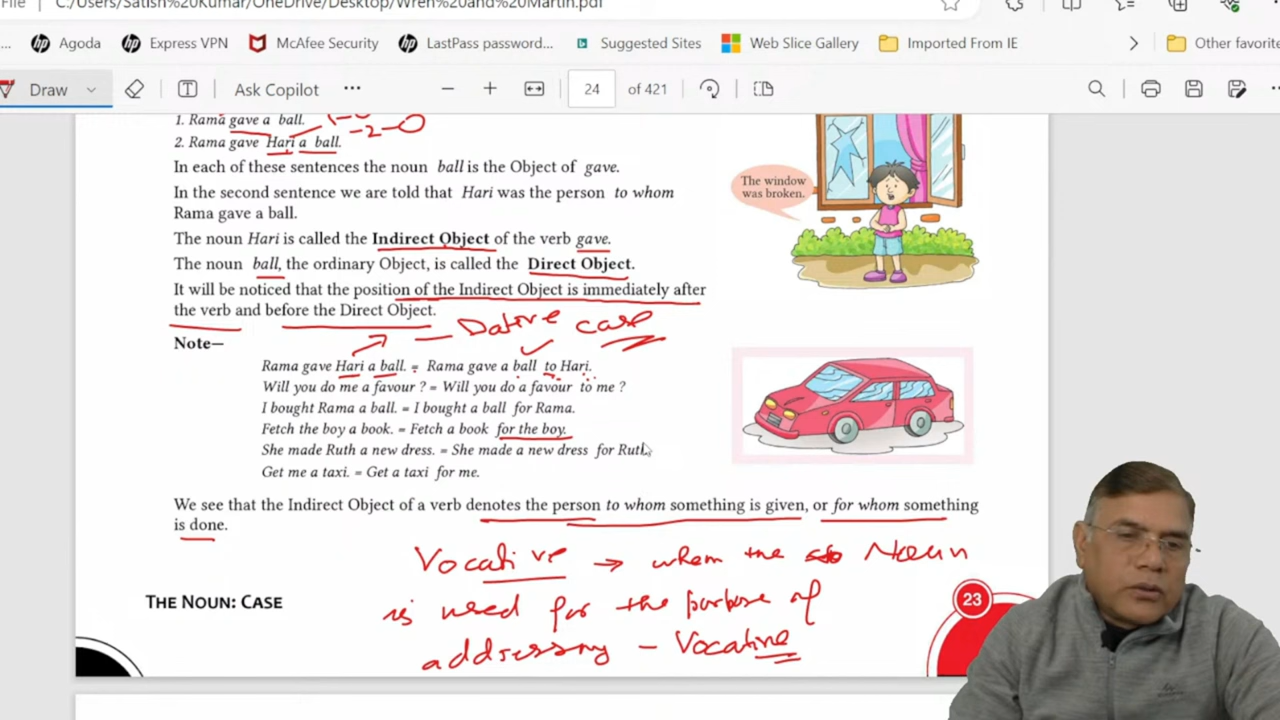 File C:/Users/Satish%20Kumar/OneDrive/Desktop/Wren%20and%20Martin.pdf
Agoda Express VPN McAfee Security LastPass password... Suggested Sites Web Slice Gallery Imported From IE Other favorite
Draw Ask Copilot 24 of 421
1. Rama gave a ball.
2. Rama gave Hari a ball.
In each of these sentences the noun ball is the Object of gave.
In the second sentence we are told that Hari was the person to whom
Rama gave a ball.
The noun Hari is called the Indirect Object of the verb gave.
The noun ball, the ordinary Object, is called the Direct Object.
It will be noticed that the position of the Indirect Object is immediately after
the verb and before the Direct Object.
Dative case
Note—
Rama gave Hari a ball. = Rama gave a ball to Hari.
Will you do me a favour ? = Will you do a favour to me ?
I bought Rama a ball. = I bought a ball for Rama.
Fetch the boy a book. = Fetch a book for the boy.
She made Ruth a new dress. = She made a new dress for Ruth
Get me a taxi. = Get a taxi for me.
We see that the Indirect Object of a verb denotes the person to whom something is given, or for whom something
is done.
The window
was broken.
Vocative → when the Noun
is used for the purpose of
addressing – Vocative
THE NOUN: CASE
23